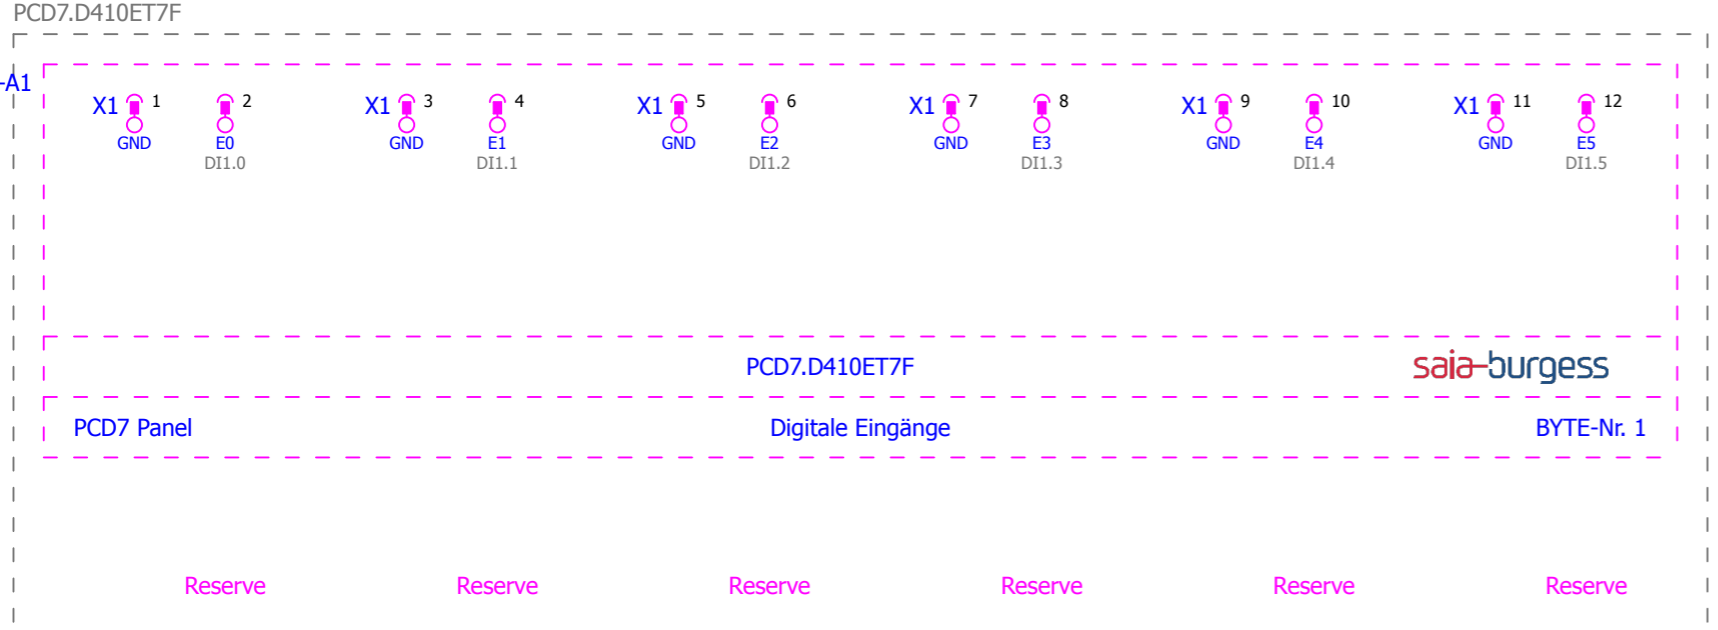 PCD7.D410ET7F
-A1
X1 1 2 X1 3 4 X1 5 6 X1 7 8 X1 9 10 X1 11 12
GND E0 GND E1 GND E2 GND E3 GND E4 GND E5
DI1.0 DI1.1 DI1.2 DI1.3 DI1.4 DI1.5
PCD7.D410ET7F saia-burgess
PCD7 Panel Digitale Eingänge BYTE-Nr. 1
Reserve Reserve Reserve Reserve Reserve Reserve